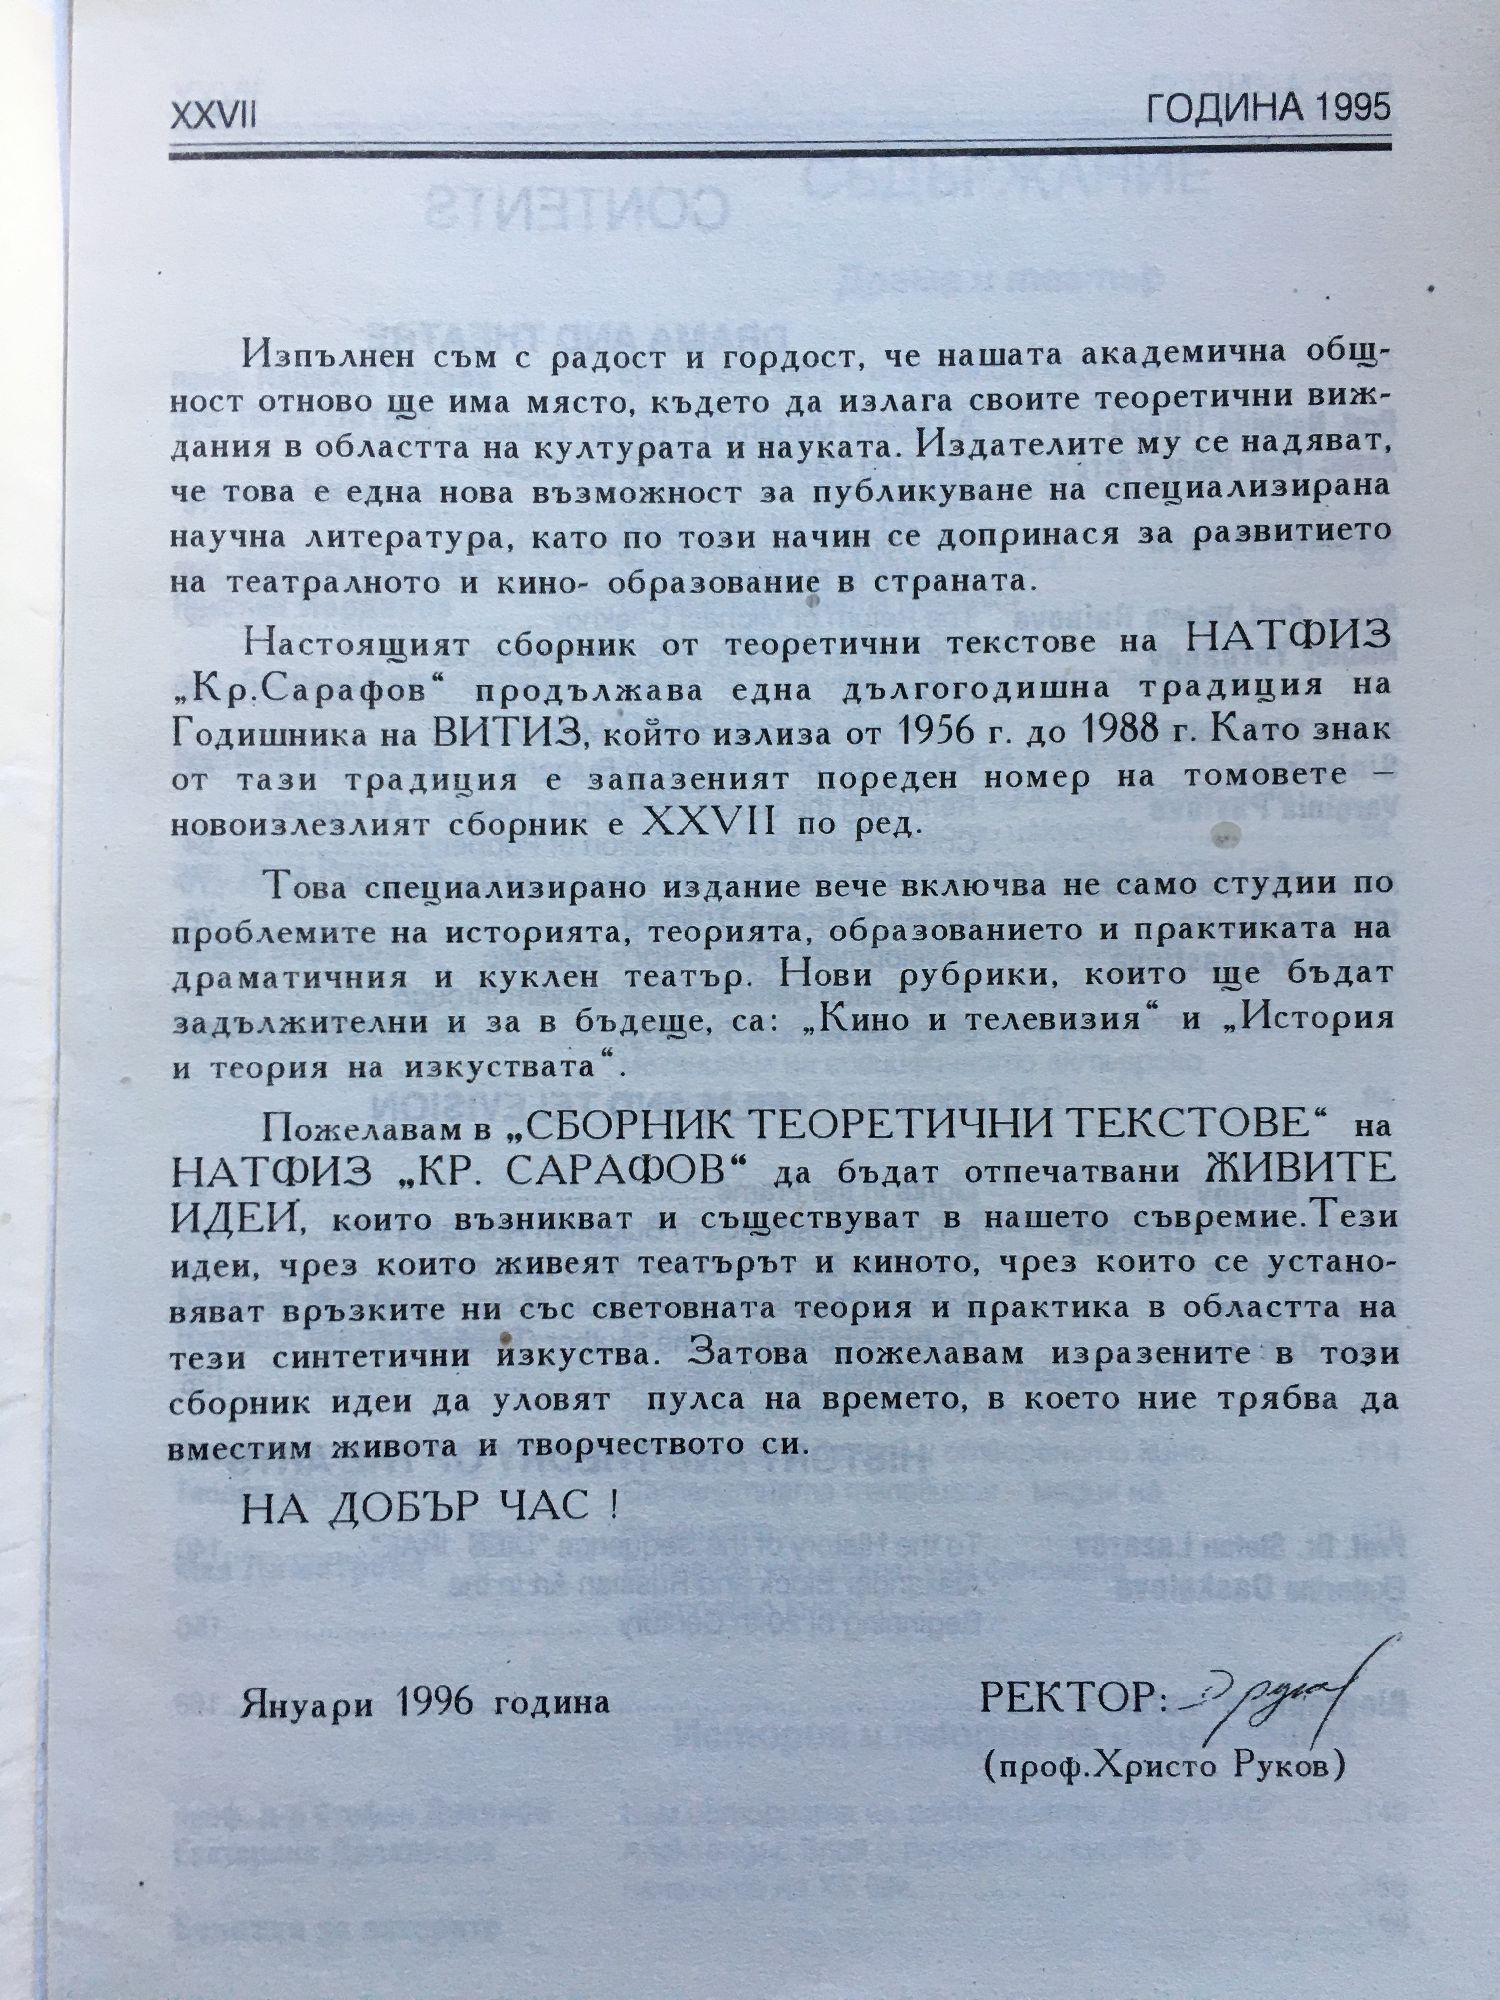 XXVII
ГОДИНА 1995
Изпълнен съм с радост и гордост, че нашата академична общ-
ност отново ще има място, където да излага своите теоретични виж-
дания в областта на културата и науката. Издателите му се надяват,
че това е една нова възможност за публикуване на специализирана
научна литература, като по този начин се допринася за развитието
на театралното и кино- образование в страната.
Настоящият сборник от теоретични текстове на НАТФИЗ
„Кр.Сарафов“ продължава една дългогодишна традиция на
Годишника на ВИТИЗ, който излиза от 1956 г. до 1988 г. Като знак
от тази традиция е запазеният пореден номер на томовете –
новоизлезлият сборник е XXVII по ред.
Това специализирано издание вече включва не само студии по
проблемите на историята, теорията, образованието и практиката на
драматичния и куклен театър. Нови рубрики, които ще бъдат
задължителни и за в бъдеще, са: „Кино и телевизия“ и „История
и теория на изкуствата“.
Пожелавам в „СБОРНИК ТЕОРЕТИЧНИ ТЕКСТОВЕ“ на
НАТФИЗ „КР. САРАФОВ“ да бъдат отпечатвани ЖИВИТЕ
ИДЕИ, които възникват и съществуват в нашето съвремие.Тези
идеи, чрез които живеят театърът и киното, чрез които се устано-
вяват връзките ни със световната теория и практика в областта на
тези синтетични изкуства. Затова пожелавам изразените в този
сборник идеи да уловят пулса на времето, в което ние трябва да
вместим живота и творчеството си.
НА ДОБЪР ЧАС !
Януари 1996 година
РЕКТОР:
(проф.Христо Руков)